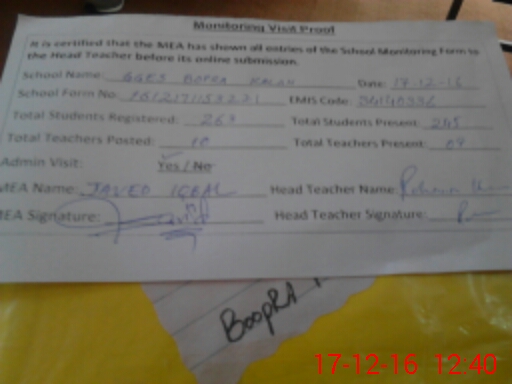 Monitoring Visit Proof
It is certified that the MEA has shown all entries of the School Monitoring Form to
the Head Teacher before its online submission.
School Name: GGES BOPRA KALAN Date: 17-12-16
School Form No: EMIS Code:
Total Students Registered: 263 Total Students Present: 245
Total Teachers Posted: 10 Total Teachers Present: 09
Admin Visit: Yes / No
MEA Name: JAVED IQBAL Head Teacher Name:
MEA Signature: Head Teacher Signature:
BOOPRA
17-12-16 12:40